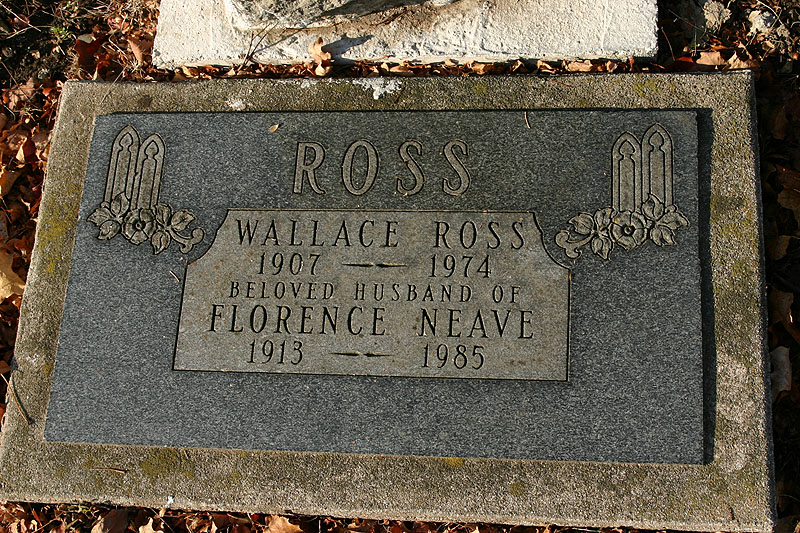 ROSS
WALLACE ROSS
1907 — 1974
BELOVED HUSBAND OF
FLORENCE NEAVE
1913 — 1985